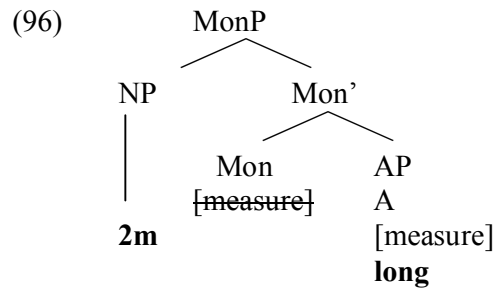 (96) MonP
NP Mon’
Mon AP
[measure] A
2m [measure]
long